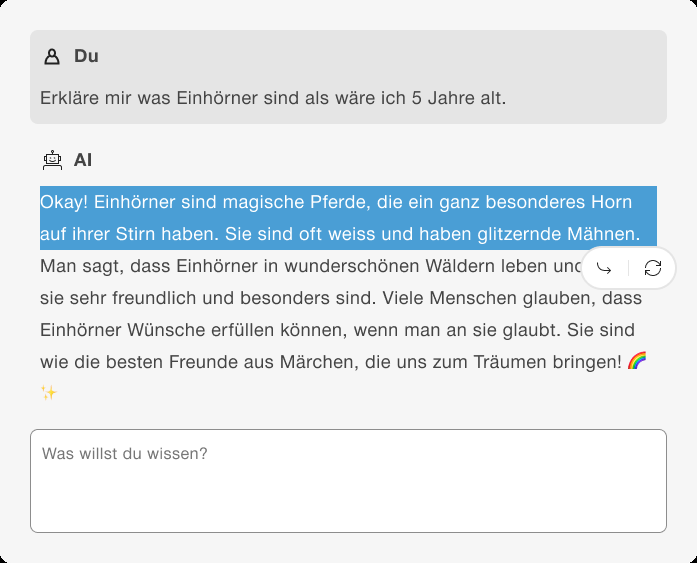 Du
Erkläre mir was Einhörner sind als wäre ich 5 Jahre alt.
AI
Okay! Einhörner sind magische Pferde, die ein ganz besonderes Horn
auf ihrer Stirn haben. Sie sind oft weiss und haben glitzernde Mähnen.
Man sagt, dass Einhörner in wunderschönen Wäldern leben und
sie sehr freundlich und besonders sind. Viele Menschen glauben, dass
Einhörner Wünsche erfüllen können, wenn man an sie glaubt. Sie sind
wie die besten Freunde aus Märchen, die uns zum Träumen bringen! 🌈
✨
Was willst du wissen?